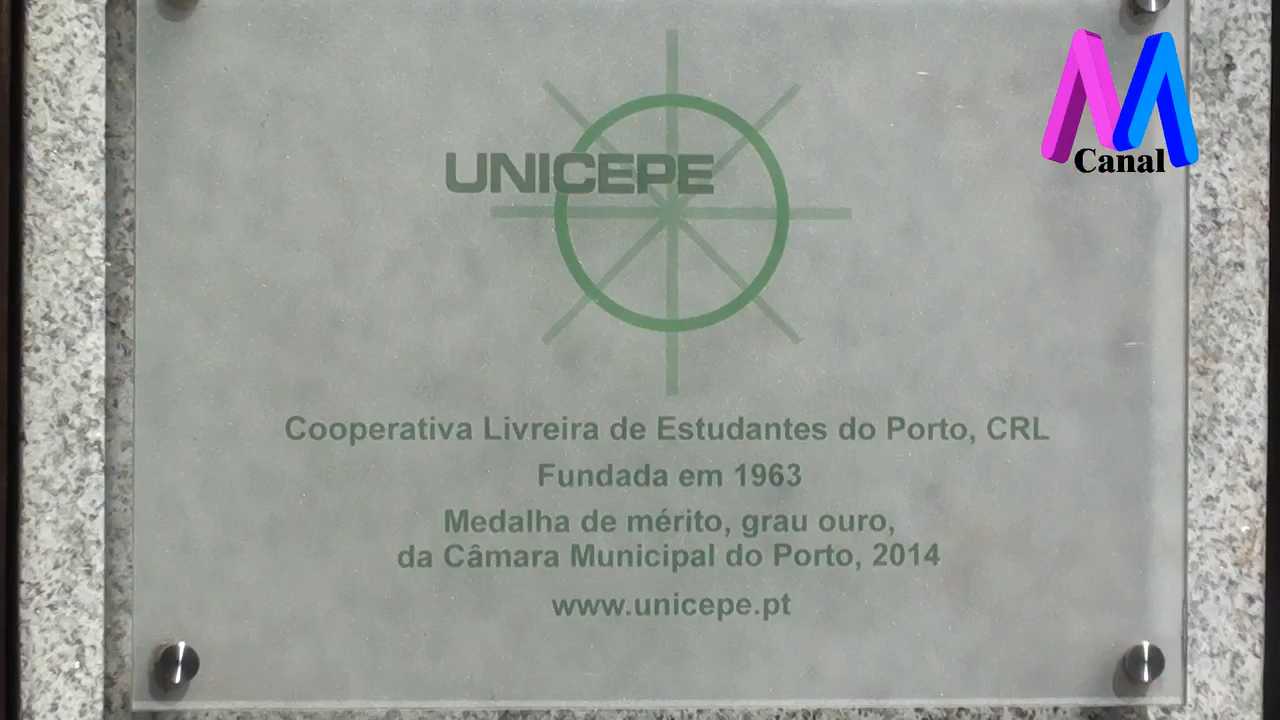 Canal
UNICEPE
Cooperativa Livreira de Estudantes do Porto, CRL
Fundada em 1963
Medalha de mérito, grau ouro,
da Câmara Municipal do Porto, 2014
www.unicepe.pt